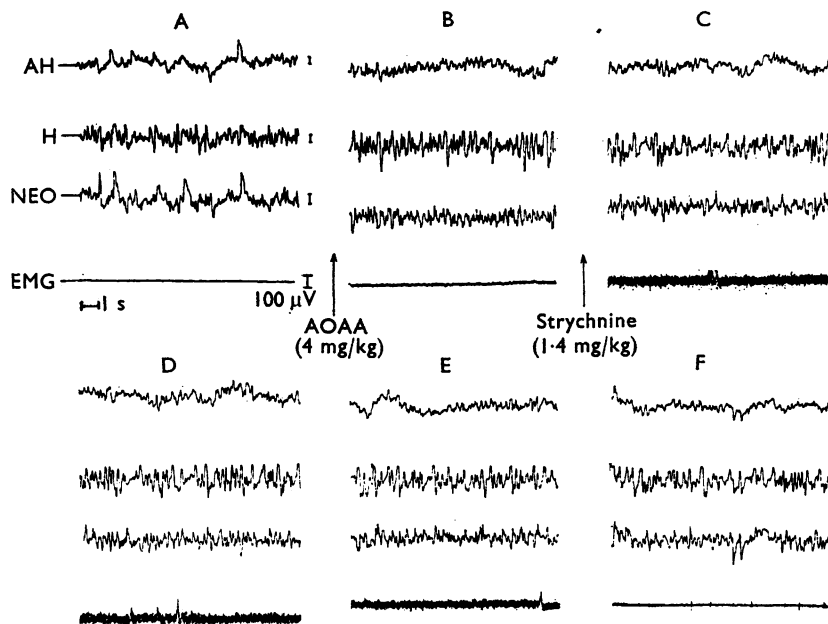 A
B
C
AH
H
NEO
EMG
1 s
100 μV
AOAA
(4 mg/kg)
Strychnine
(1·4 mg/kg)
D
E
F